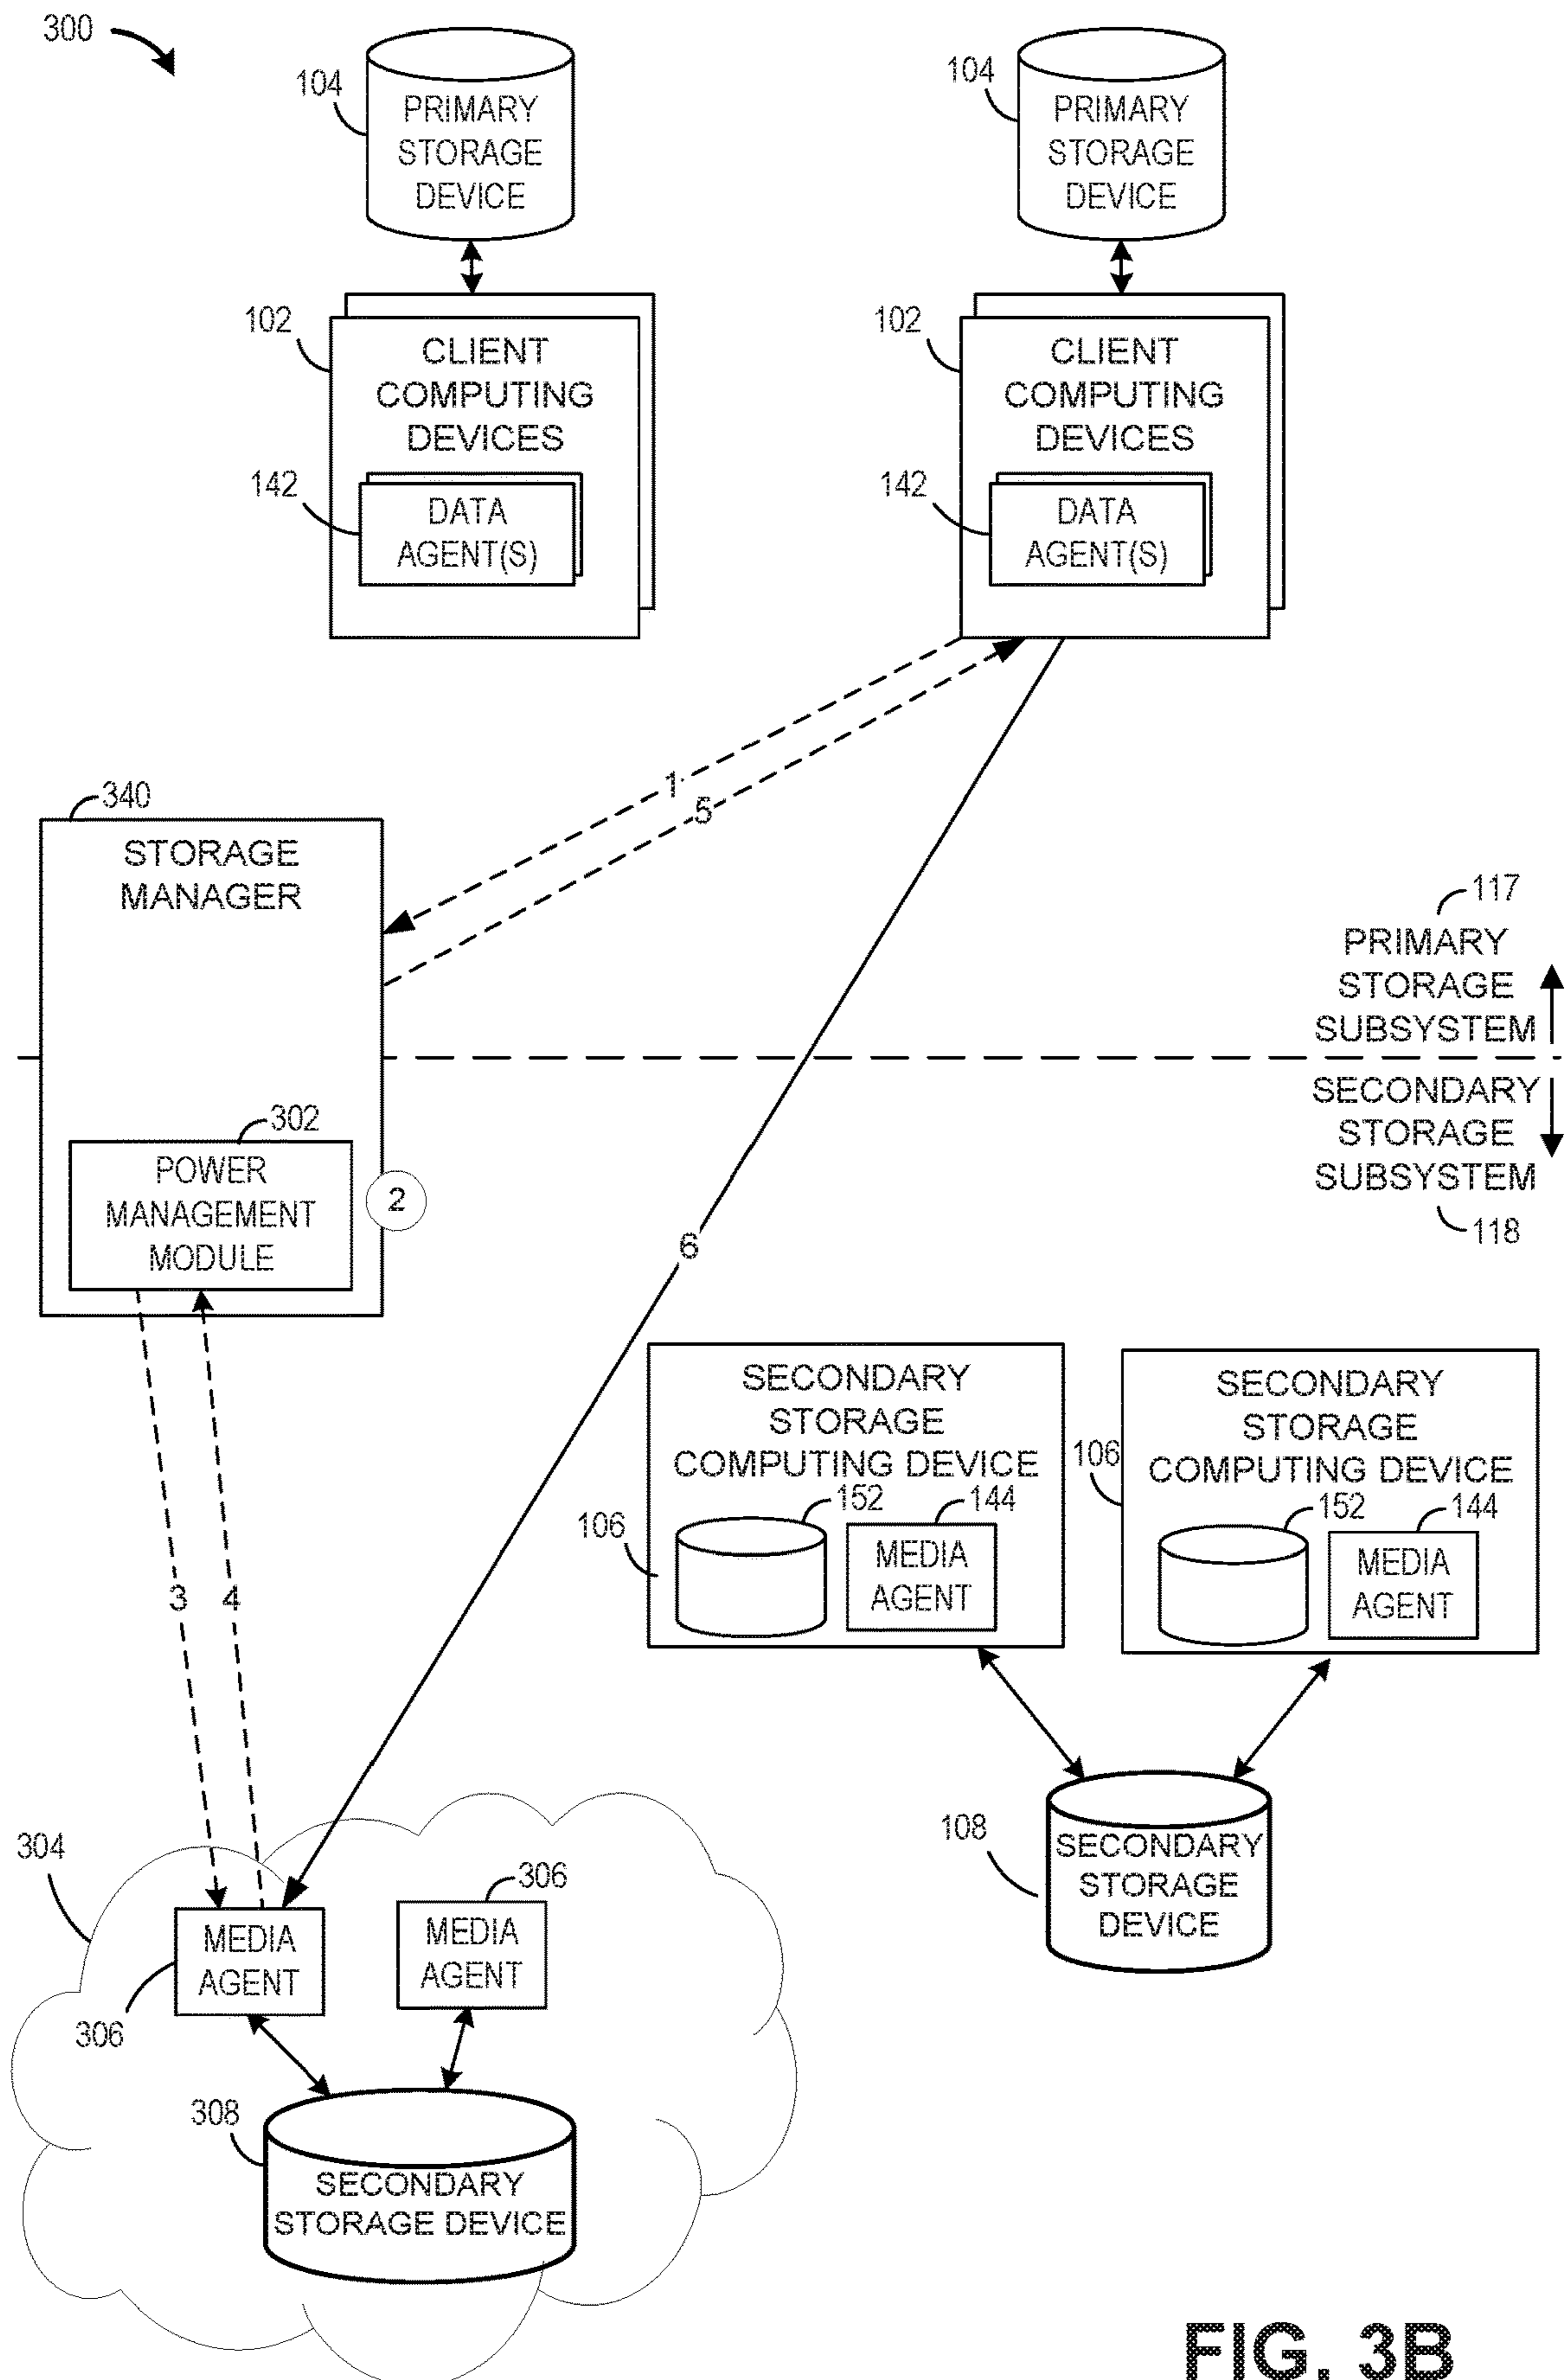 300
104
PRIMARY
STORAGE
DEVICE
104
PRIMARY
STORAGE
DEVICE
102
CLIENT
COMPUTING
DEVICES
142
DATA
AGENT(S)
102
CLIENT
COMPUTING
DEVICES
142
DATA
AGENT(S)
1
5
340
STORAGE
MANAGER
117
PRIMARY
STORAGE
SUBSYSTEM
SECONDARY
STORAGE
SUBSYSTEM
118
302
POWER
MANAGEMENT
MODULE
2
6
3
4
SECONDARY
STORAGE
COMPUTING DEVICE
106
152
144
MEDIA
AGENT
SECONDARY
STORAGE
COMPUTING DEVICE
106
152
144
MEDIA
AGENT
108
SECONDARY
STORAGE
DEVICE
304
MEDIA
AGENT
306
306
MEDIA
AGENT
308
SECONDARY
STORAGE DEVICE
FIG. 3B